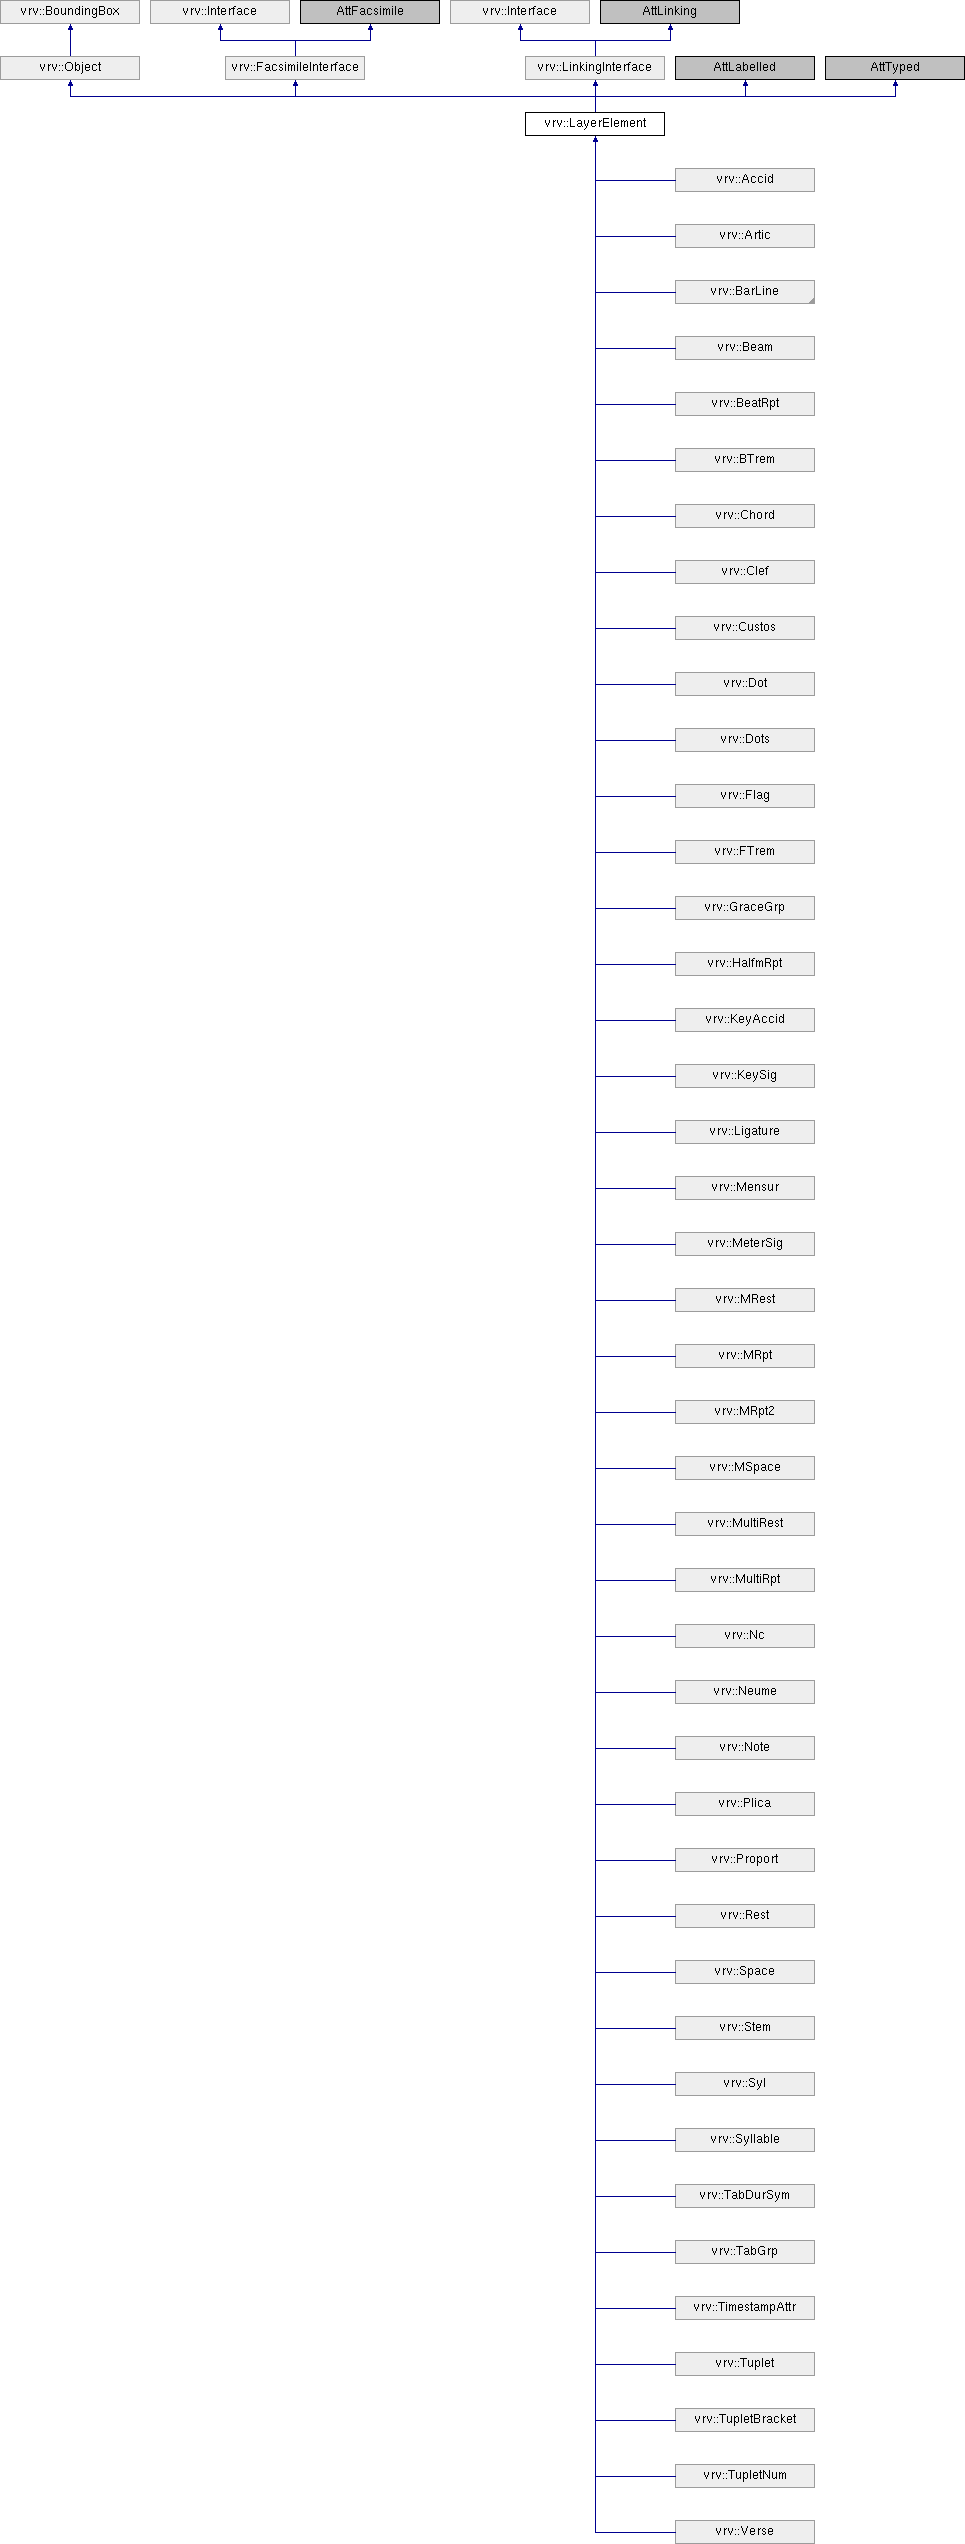 vrv::BoundingBox vrv::Interface AttFacsimile vrv::Interface AttLinking
vrv::Object vrv::FacsimileInterface vrv::LinkingInterface AttLabelled AttTyped
vrv::LayerElement
vrv::Accid
vrv::Artic
vrv::BarLine
vrv::Beam
vrv::BeatRpt
vrv::BTrem
vrv::Chord
vrv::Clef
vrv::Custos
vrv::Dot
vrv::Dots
vrv::Flag
vrv::FTrem
vrv::GraceGrp
vrv::HalfmRpt
vrv::KeyAccid
vrv::KeySig
vrv::Ligature
vrv::Mensur
vrv::MeterSig
vrv::MRest
vrv::MRpt
vrv::MRpt2
vrv::MSpace
vrv::MultiRest
vrv::MultiRpt
vrv::Nc
vrv::Neume
vrv::Note
vrv::Plica
vrv::Proport
vrv::Rest
vrv::Space
vrv::Stem
vrv::Syl
vrv::Syllable
vrv::TabDurSym
vrv::TabGrp
vrv::TimestampAttr
vrv::Tuplet
vrv::TupletBracket
vrv::TupletNum
vrv::Verse